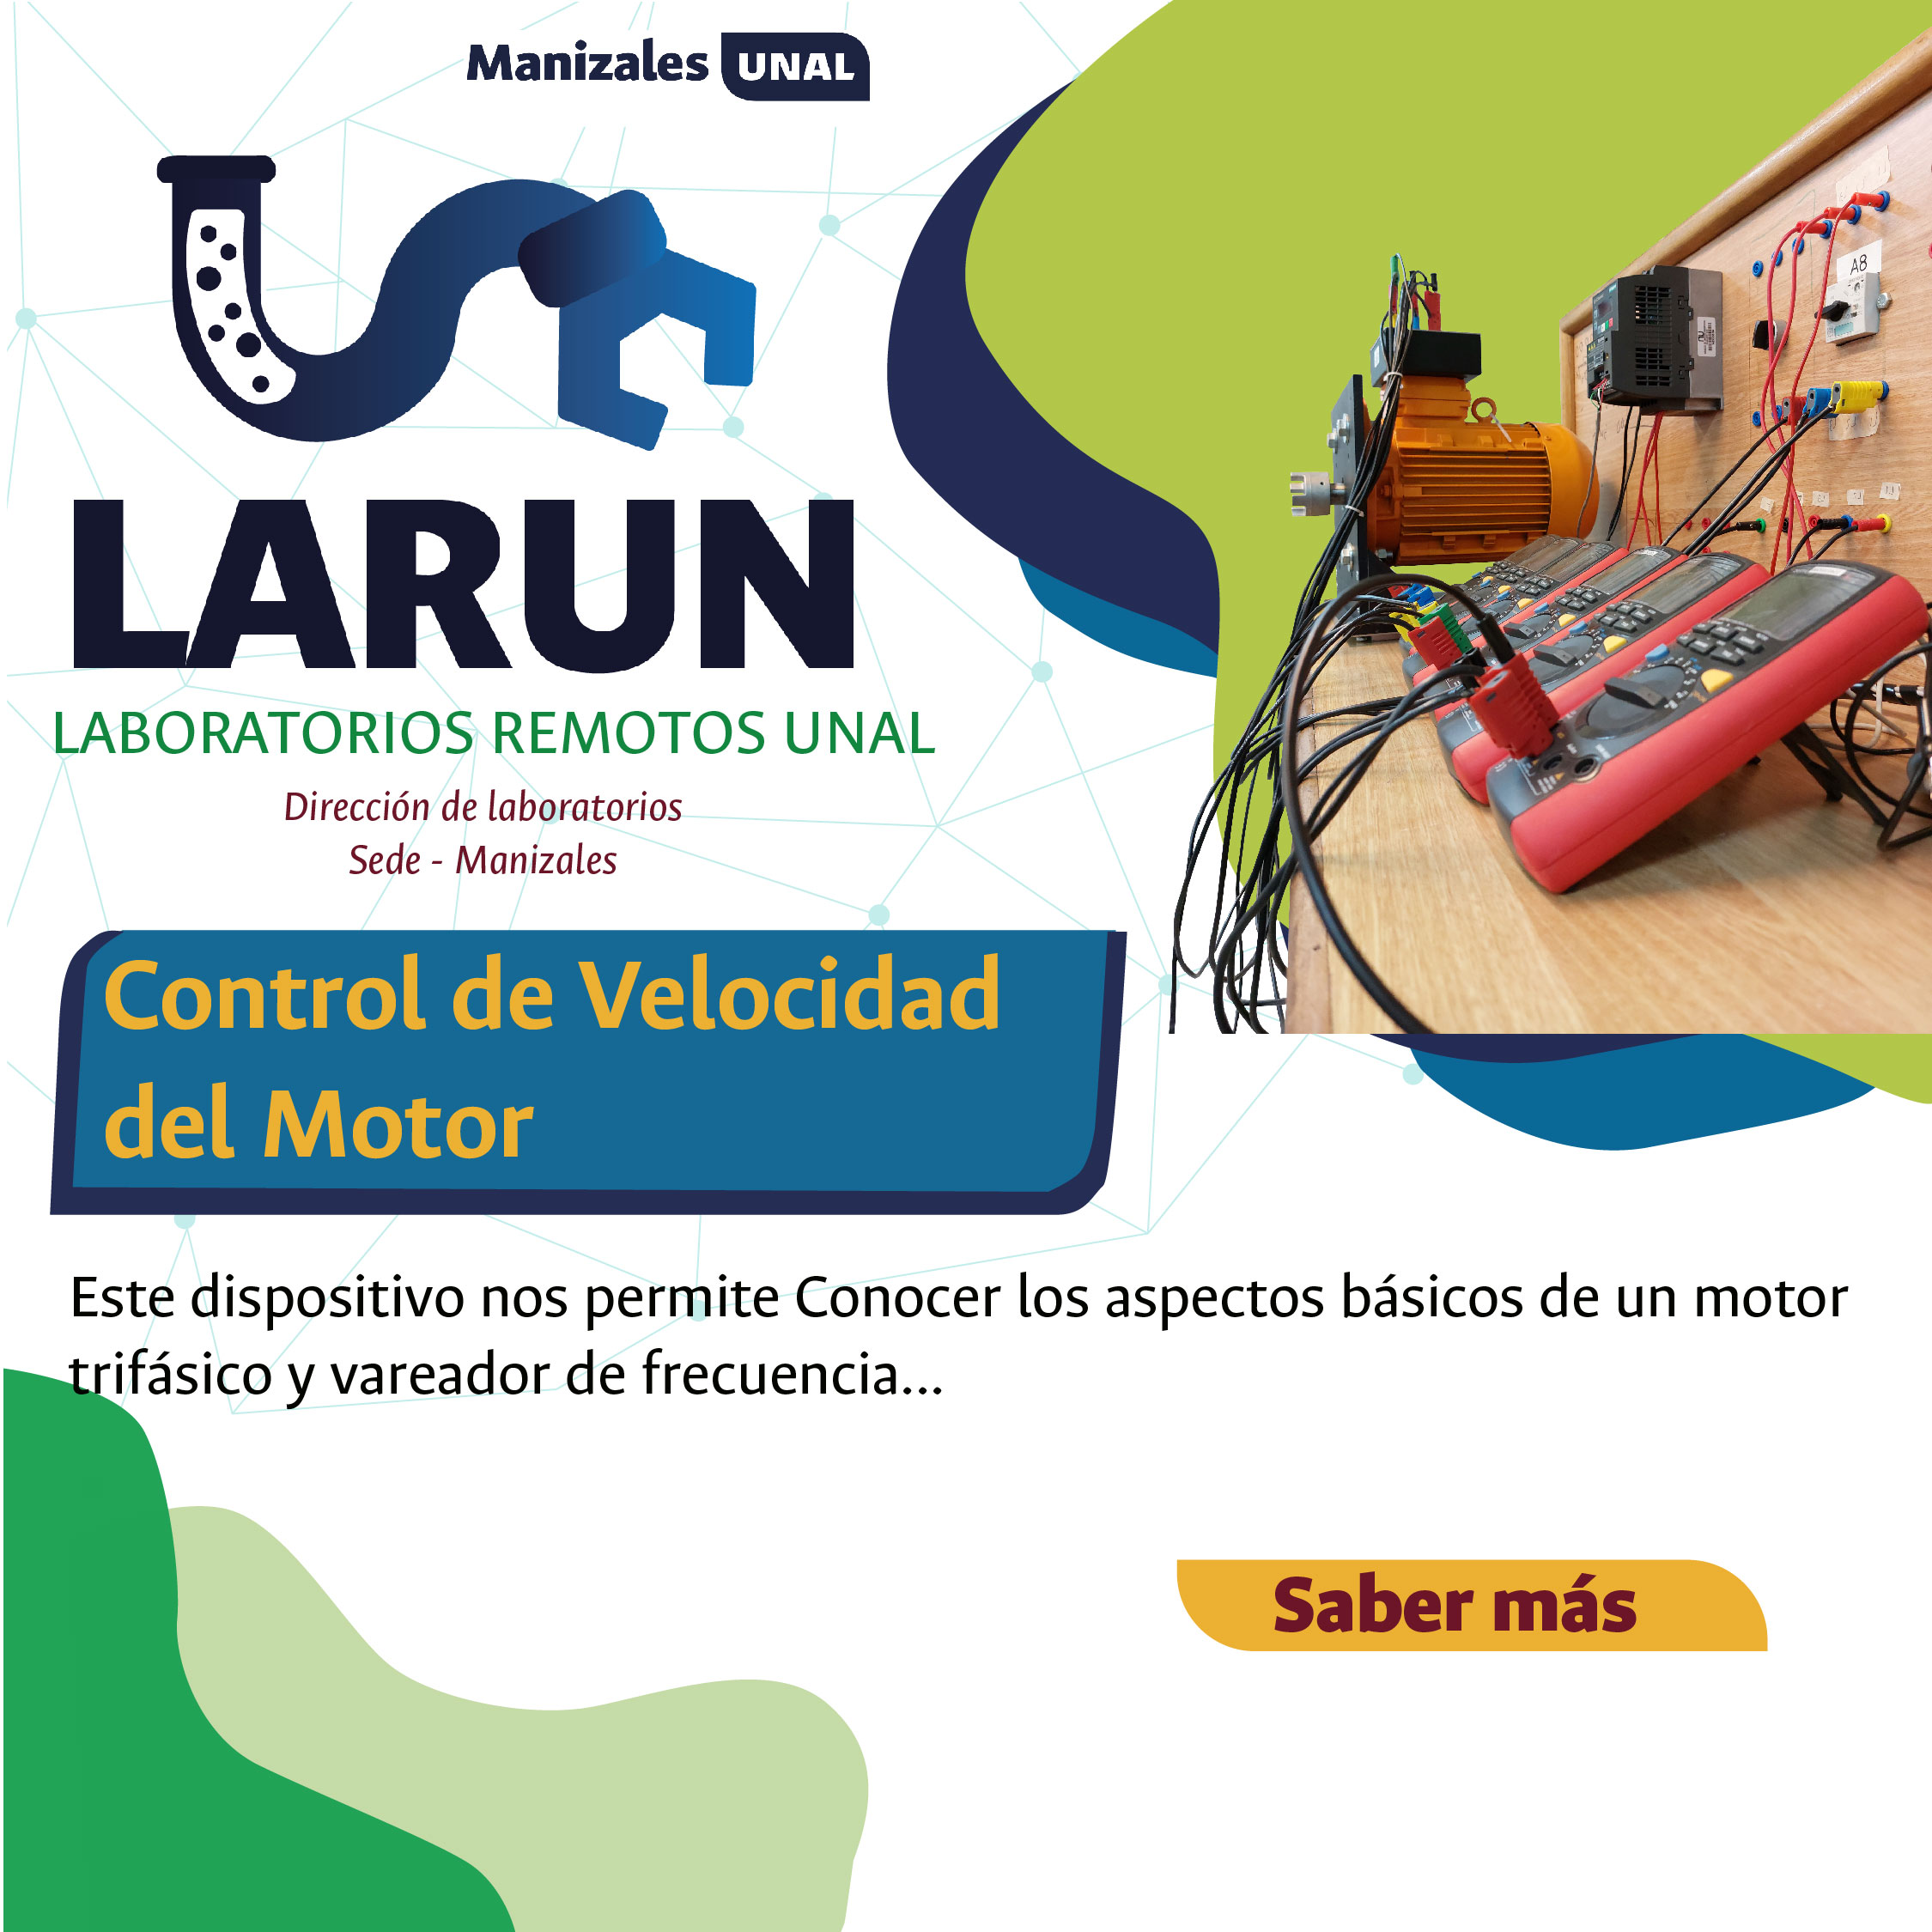 Manizales UNAL
LARUN
LABORATORIOS REMOTOS UNAL
Dirección de laboratorios
Sede - Manizales
A8
Control de Velocidad
del Motor
Este dispositivo nos permite Conocer los aspectos básicos de un motor
trifásico y vareador de frecuencia...
Saber más